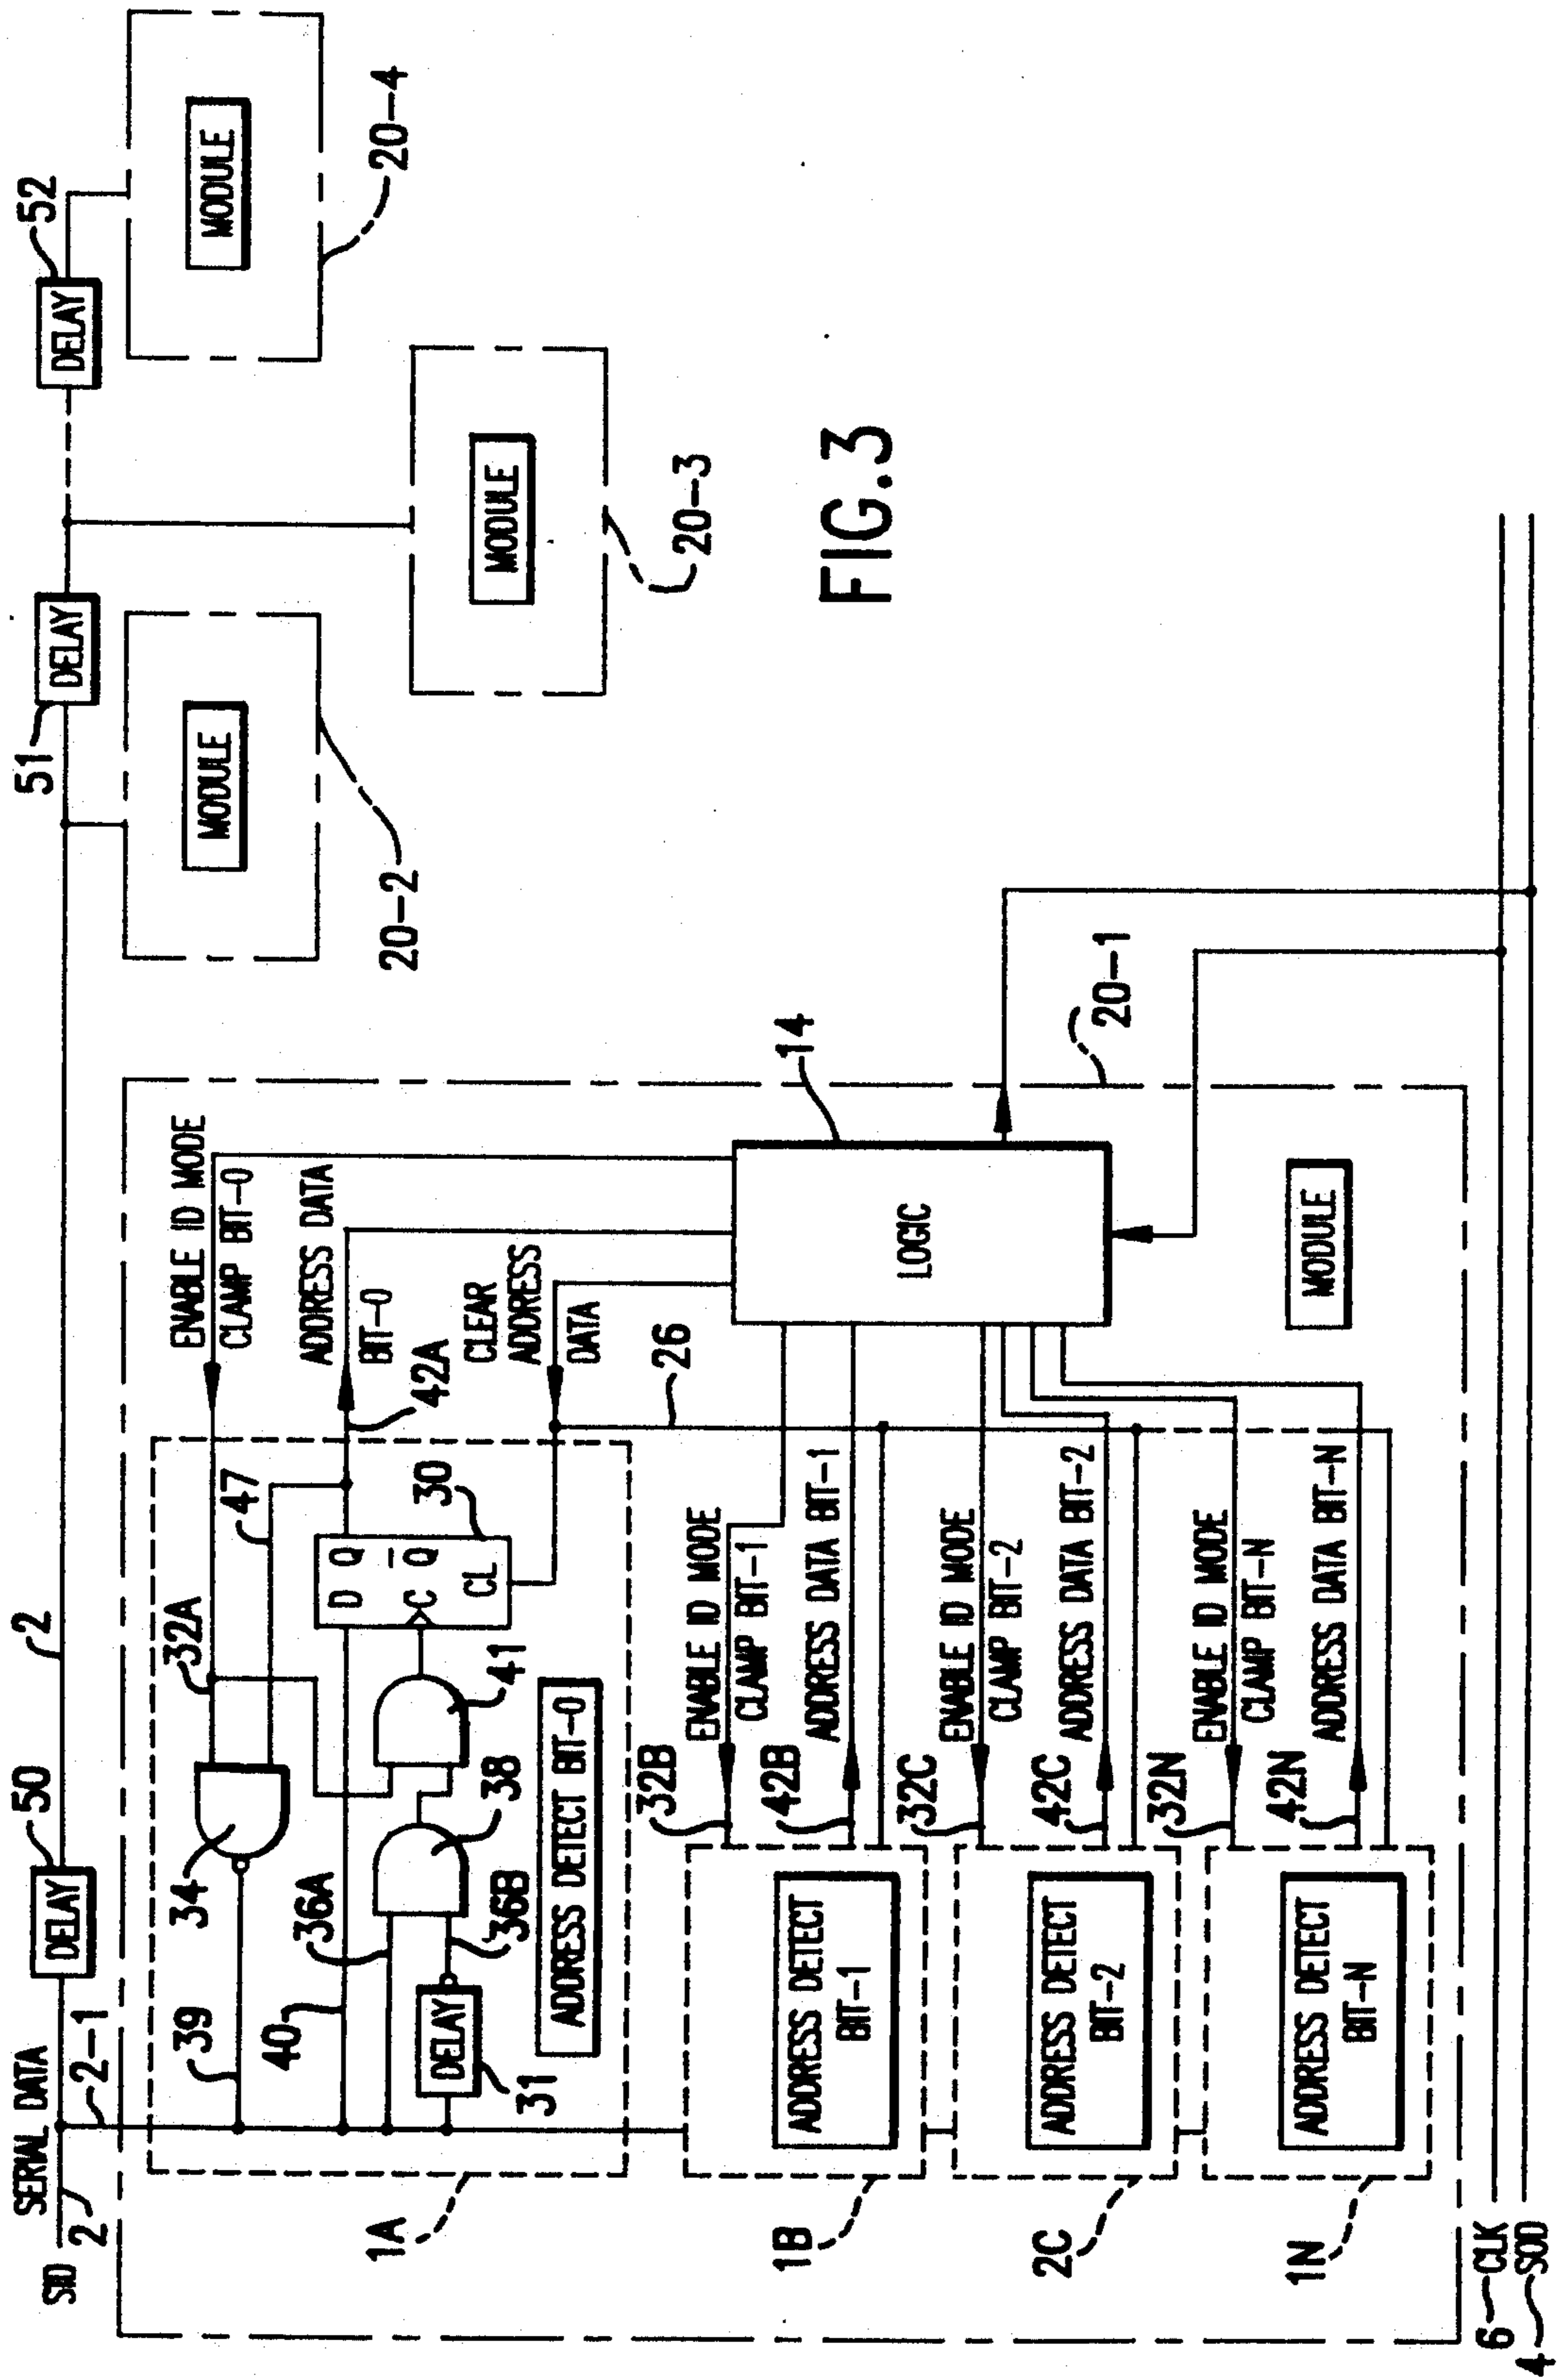 SERIAL DATA
SID
2
2-1
DELAY
50
2
51
DELAY
DELAY
52
MODULE
20-2
MODULE
20-3
MODULE
20-4
39
34
32A
47
ENABLE ID MODE
CLAMP BIT-0
40
36A
ADDRESS DATA
BIT-0
42A
DELAY
31
36B
38
41
D Q
C Q
CL
30
CLEAR
ADDRESS
DATA
26
ADDRESS DETECT BIT-0
1A
LOGIC
14
20-1
MODULE
ADDRESS DETECT
BIT-1
1B
32B
ENABLE ID MODE
CLAMP BIT-1
42B
ADDRESS DATA BIT-1
ADDRESS DETECT
BIT-2
2C
32C
ENABLE ID MODE
CLAMP BIT-2
42C
ADDRESS DATA BIT-2
ADDRESS DETECT
BIT-N
1N
32N
ENABLE ID MODE
CLAMP BIT-N
42N
ADDRESS DATA BIT-N
6 CLK
4 SOD
FIG.3